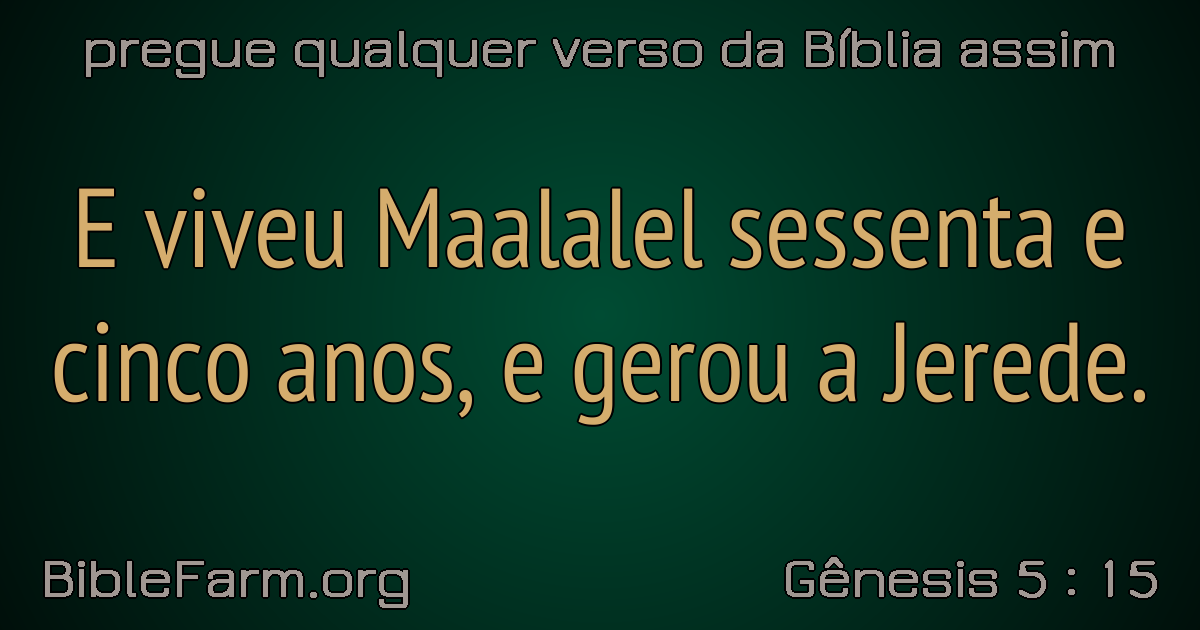 pregue qualquer verso da Bíblia assim
E viveu Maalalel sessenta e
cinco anos, e gerou a Jerede.
BibleFarm.org
Gênesis 5 : 15